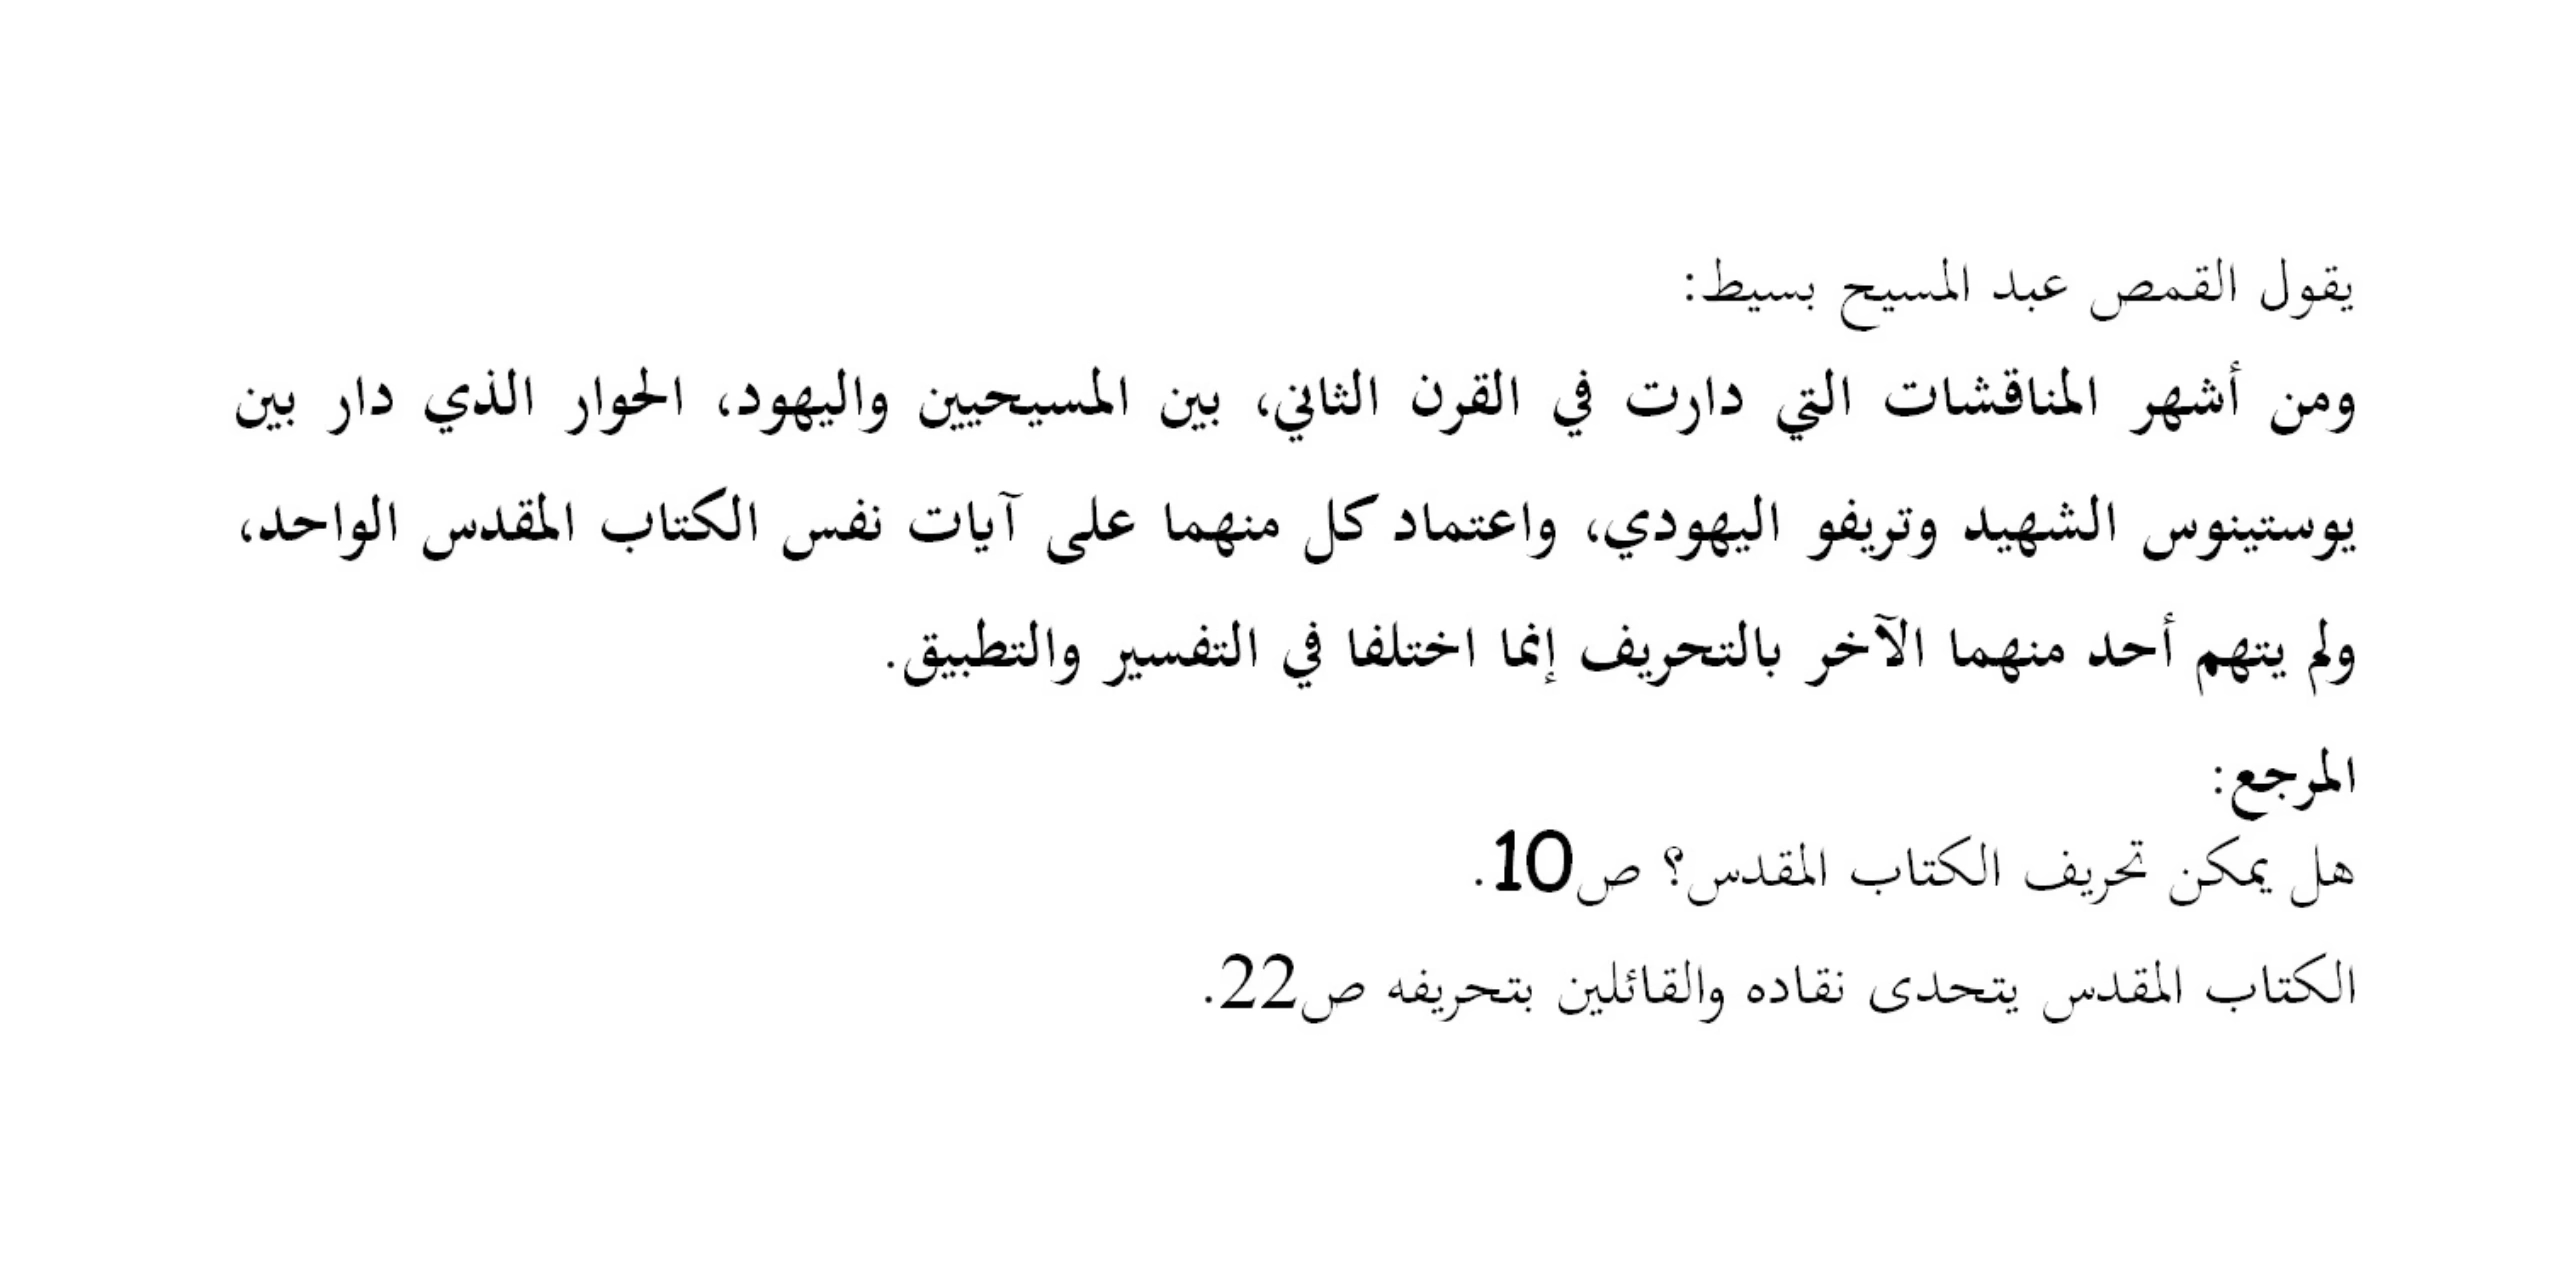 يقول القمص عبد المسيح بسيط:
ومن أشهر المناقشات التي دارت في القرن الثاني، بين المسيحيين واليهود، الحوار الذي دار بين
يوستينوس الشهيد وتريفو اليهودي، واعتماد كل منهما على آيات نفس الكتاب المقدس الواحد،
ولم يتهم أحد منهما الآخر بالتحريف إنما اختلفا في التفسير والتطبيق.
المرجع:
هل يمكن تحريف الكتاب المقدس؟ ص10.
الكتاب المقدس يتحدى نقاده والقائلين بتحريفه ص22.